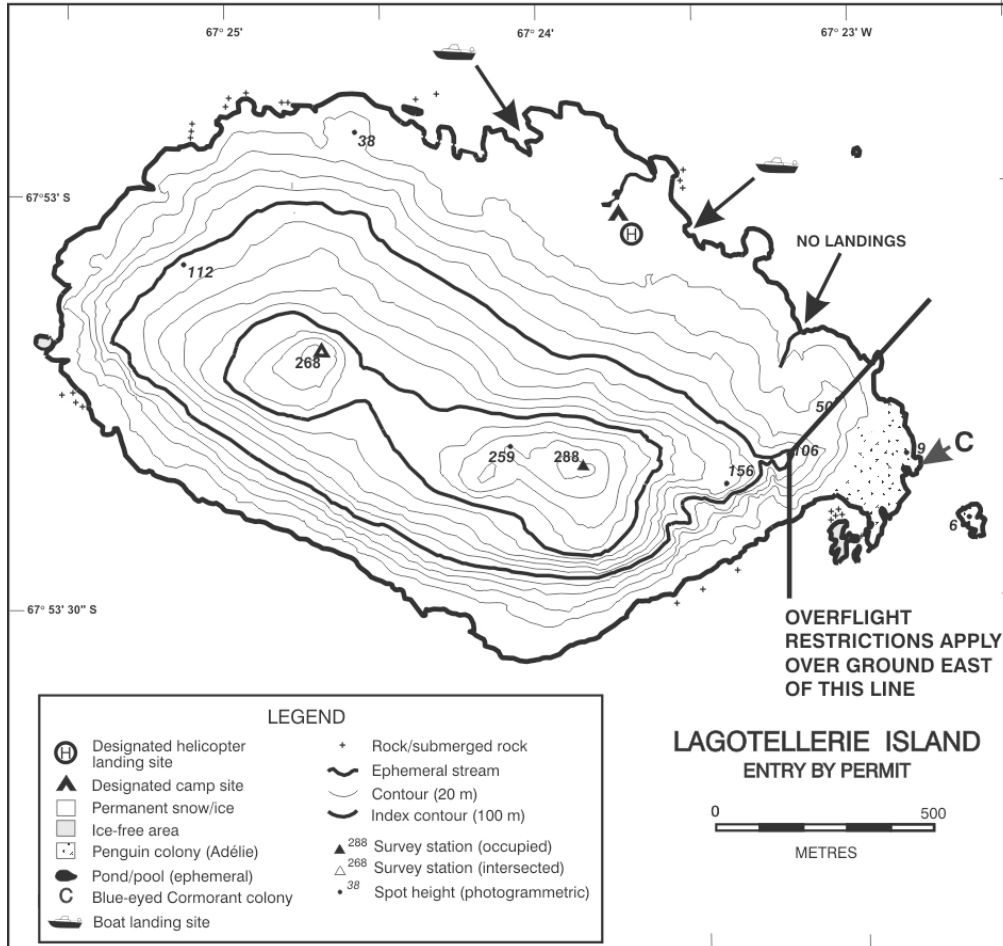 67° 25'
67° 24'
67° 23' W
38
67°53' S
H
NO LANDINGS
112
268
50
259
288
106
156
9
C
6
67° 53' 30" S
OVERFLIGHT
RESTRICTIONS APPLY
OVER GROUND EAST
OF THIS LINE
LEGEND
H Designated helicopter
landing site
Designated camp site
Permanent snow/ice
Ice-free area
Penguin colony (Adélie)
Pond/pool (ephemeral)
C Blue-eyed Cormorant colony
Boat landing site
Rock/submerged rock
Ephemeral stream
Contour (20 m)
Index contour (100 m)
288 Survey station (occupied)
268 Survey station (intersected)
38 Spot height (photogrammetric)
LAGOTELLERIE ISLAND
ENTRY BY PERMIT
0 500
METRES